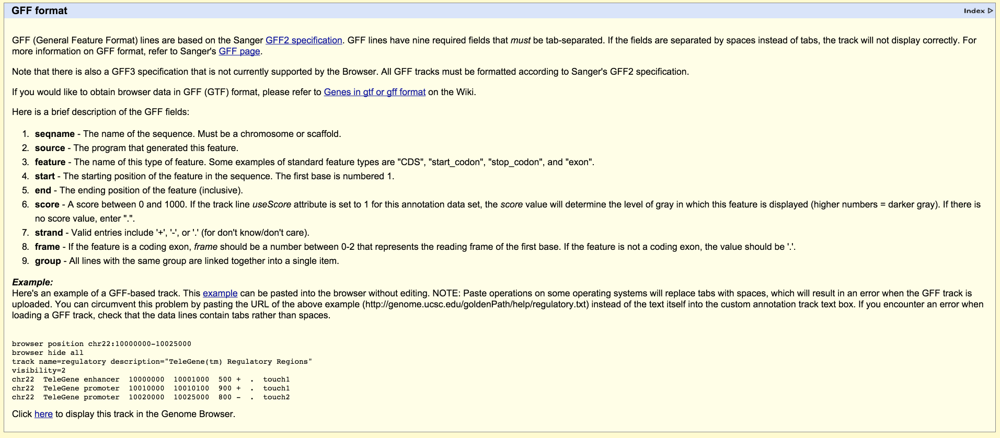 GFF format
Index
GFF (General Feature Format) lines are based on the Sanger GFF2 specification. GFF lines have nine required fields that must be tab-separated. If the fields are separated by spaces instead of tabs, the track will not display correctly. For
more information on GFF format, refer to Sanger's GFF page.
Note that there is also a GFF3 specification that is not currently supported by the Browser. All GFF tracks must be formatted according to Sanger's GFF2 specification.
If you would like to obtain browser data in GFF (GTF) format, please refer to Genes in gtf or gff format on the Wiki.
Here is a brief description of the GFF fields:
1. seqname - The name of the sequence. Must be a chromosome or scaffold.
2. source - The program that generated this feature.
3. feature - The name of this type of feature. Some examples of standard feature types are "CDS", "start_codon", "stop_codon", and "exon".
4. start - The starting position of the feature in the sequence. The first base is numbered 1.
5. end - The ending position of the feature (inclusive).
6. score - A score between 0 and 1000. If the track line useScore attribute is set to 1 for this annotation data set, the score value will determine the level of gray in which this feature is displayed (higher numbers = darker gray). If there is
no score value, enter ".".
7. strand - Valid entries include '+', '-', or '.' (for don't know/don't care).
8. frame - If the feature is a coding exon, frame should be a number between 0-2 that represents the reading frame of the first base. If the feature is not a coding exon, the value should be '.'.
9. group - All lines with the same group are linked together into a single item.
Example:
Here's an example of a GFF-based track. This example can be pasted into the browser without editing. NOTE: Paste operations on some operating systems will replace tabs with spaces, which will result in an error when the GFF track is
uploaded. You can circumvent this problem by pasting the URL of the above example (http://genome.ucsc.edu/goldenPath/help/regulatory.txt) instead of the text itself into the custom annotation track text box. If you encounter an error when
loading a GFF track, check that the data lines contain tabs rather than spaces.
browser position chr22:10000000-10025000
browser hide all
track name=regulatory description="TeleGene(tm) Regulatory Regions"
visibility=2
chr22  TeleGene enhancer  10000000  10001000  500 +  .  touch1
chr22  TeleGene promoter  10010000  10010100  900 +  .  touch1
chr22  TeleGene promoter  10020000  10025000  800 -  .  touch2
Click here to display this track in the Genome Browser.